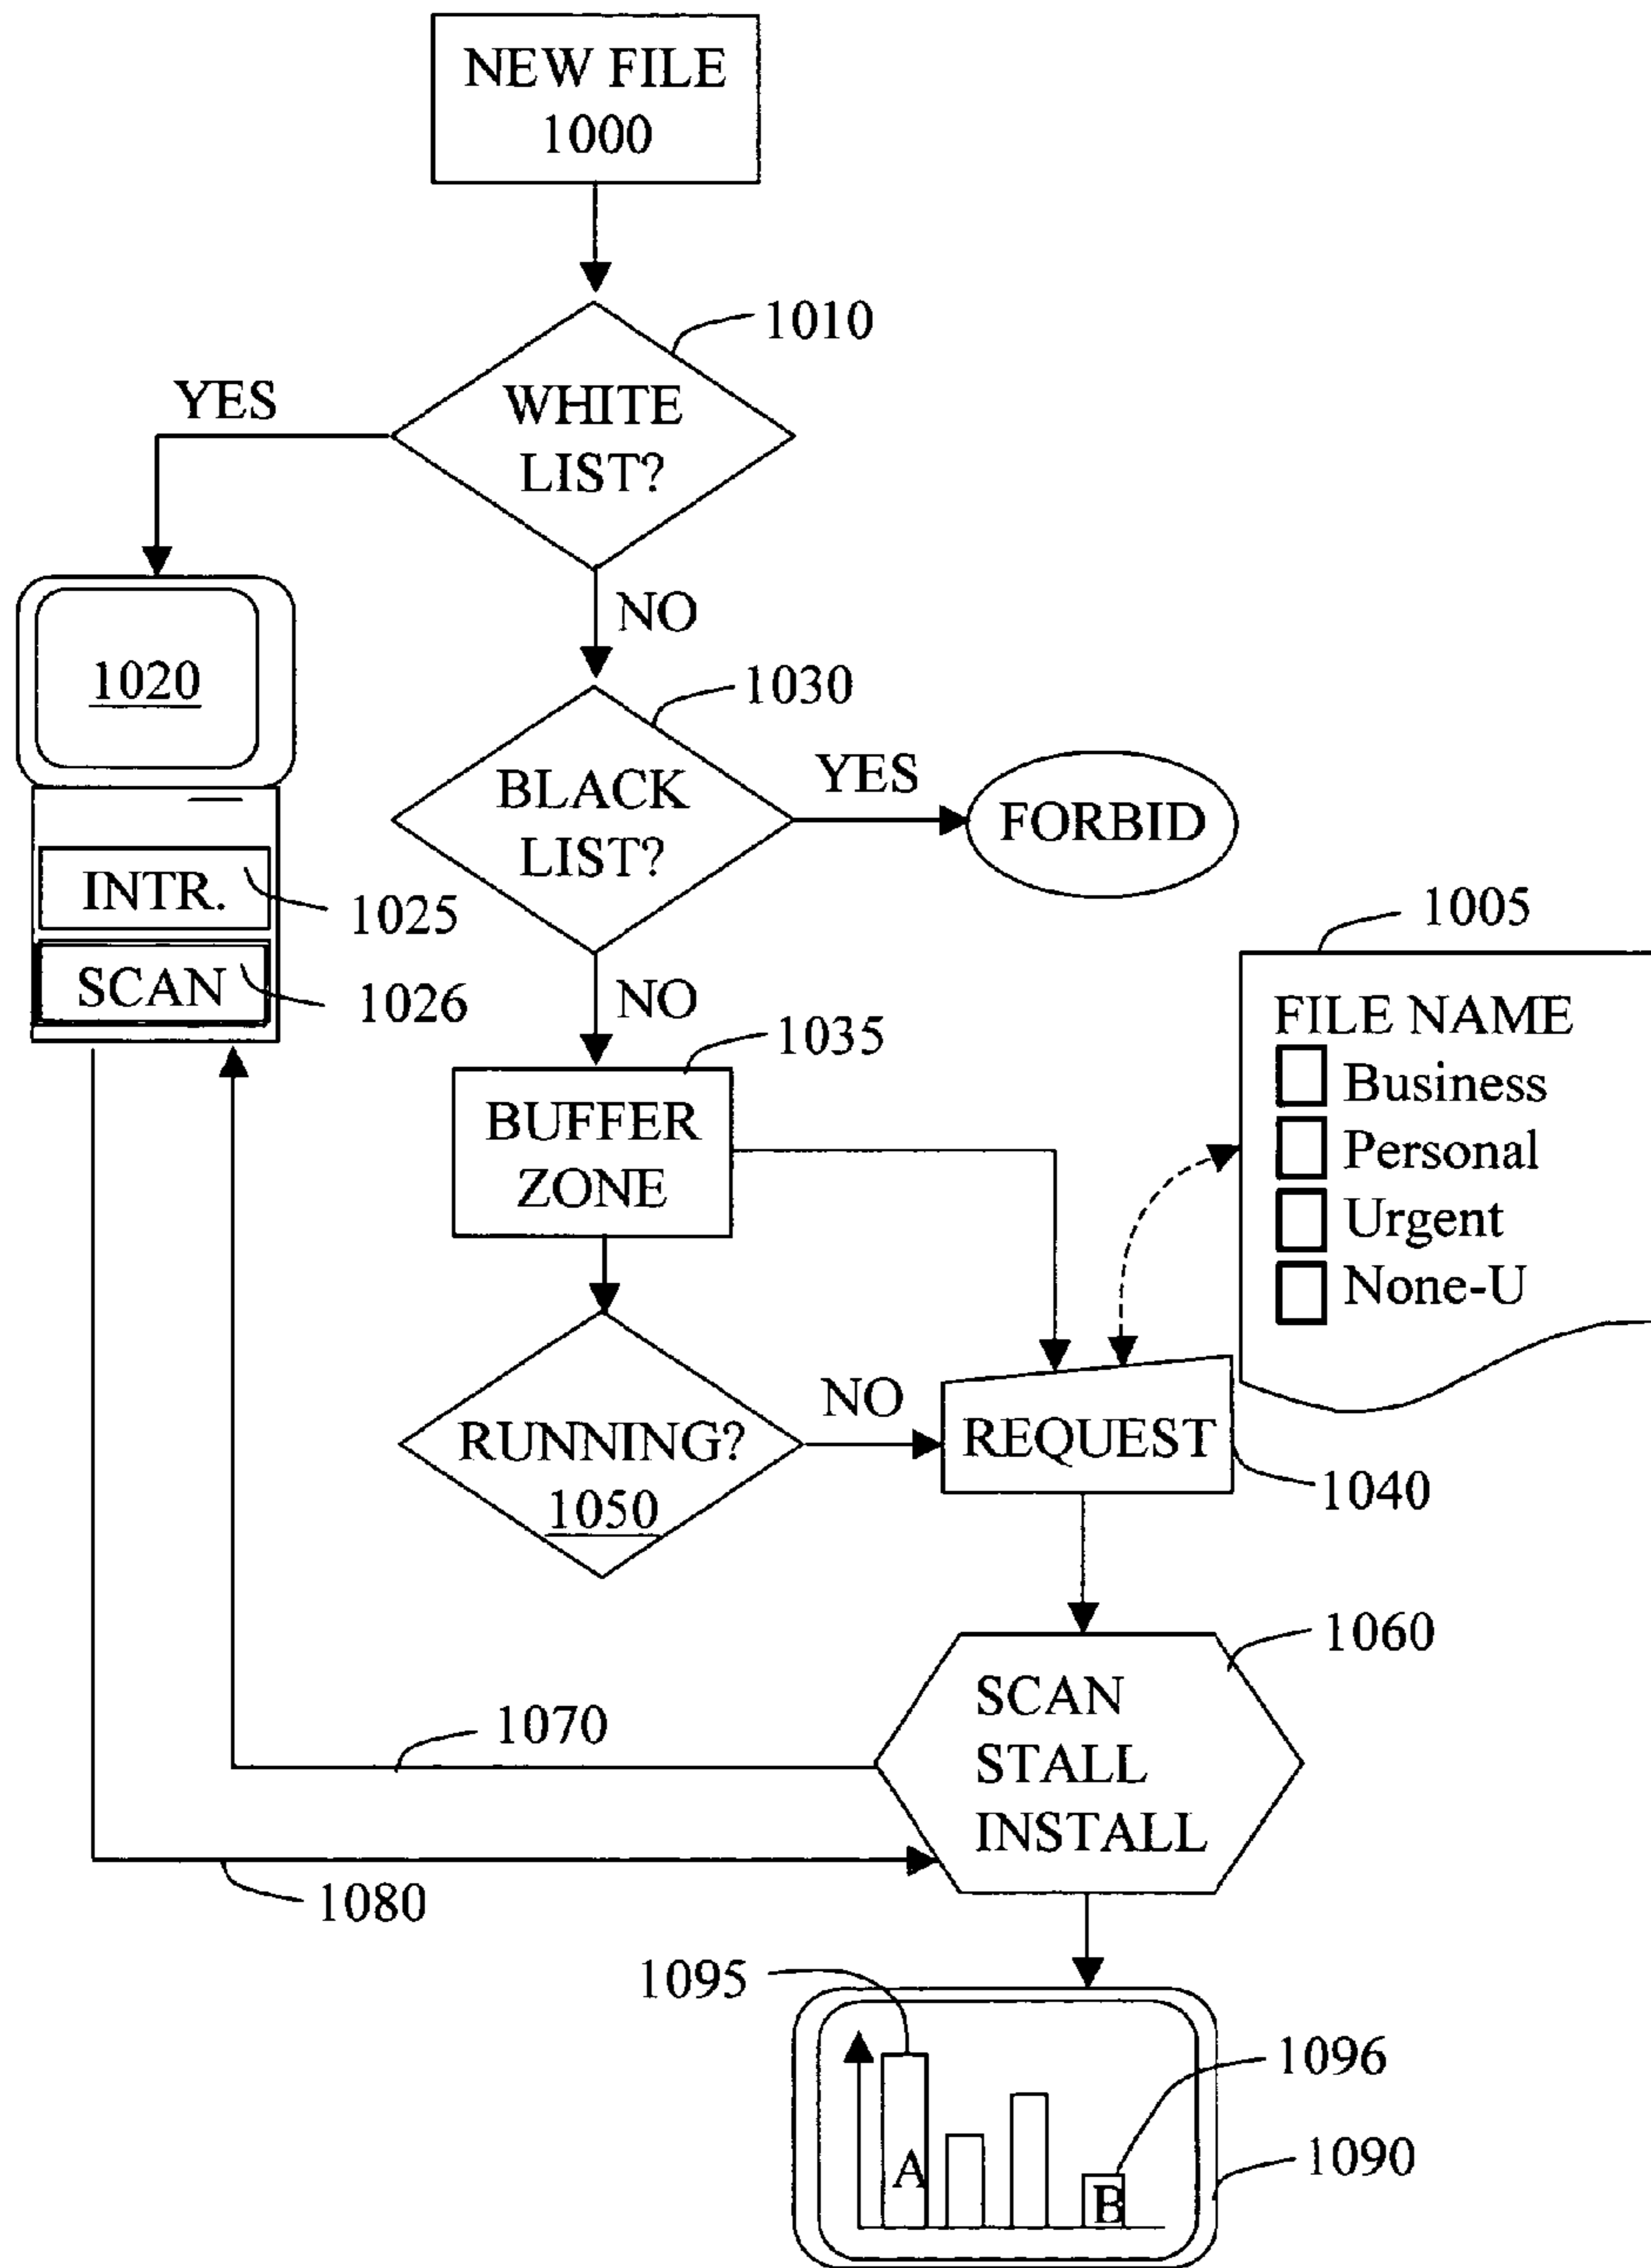 NEW FILE
1000
1010
YES
WHITE
LIST?
NO
1020
1030
BLACK
LIST?
YES
FORBID
INTR.
1025
SCAN
1026
NO
1005
FILE NAME
Business
Personal
Urgent
None-U
1035
BUFFER
ZONE
RUNNING?
1050
NO
REQUEST
1040
1060
SCAN
STALL
INSTALL
1070
1080
1095
1096
A
B
1090